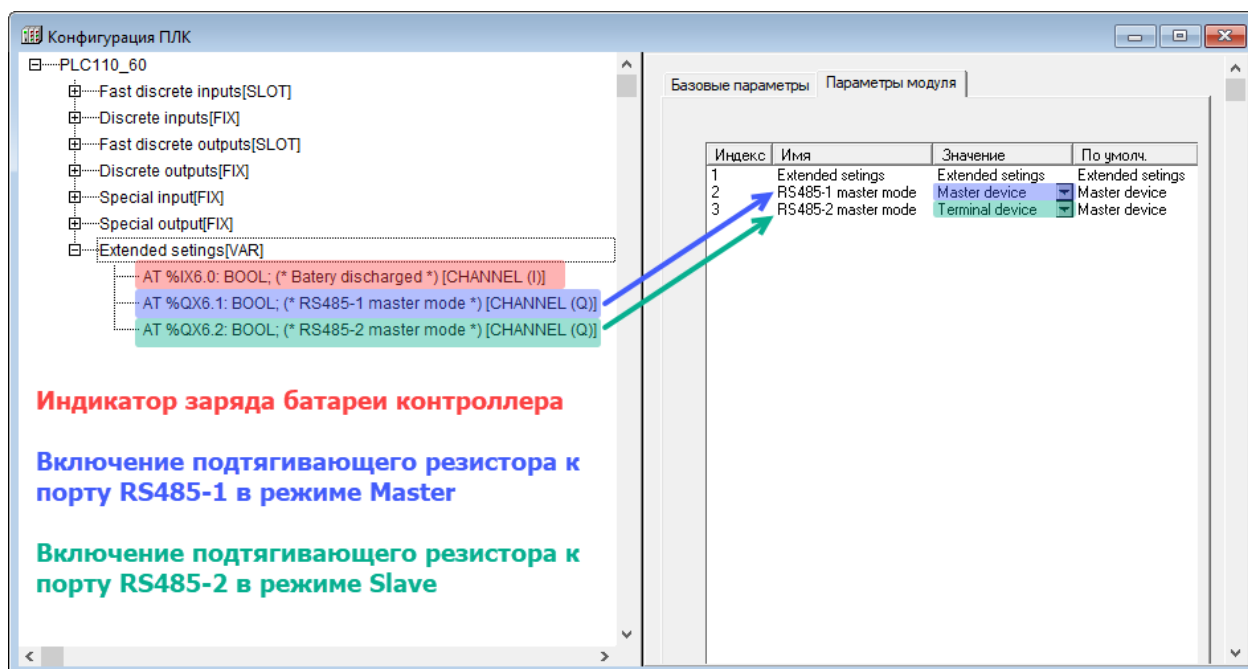 Конфигурация ПЛК
PLC110_60
Fast discrete inputs[SLOT]
Discrete inputs[FIX]
Fast discrete outputs[SLOT]
Discrete outputs[FIX]
Special input[FIX]
Special output[FIX]
Extended setings[VAR]
AT %IX6.0: BOOL; (* Batery discharged *) [CHANNEL (I)]
AT %QX6.1: BOOL; (* RS485-1 master mode *) [CHANNEL (Q)]
AT %QX6.2: BOOL; (* RS485-2 master mode *) [CHANNEL (Q)]
Индикатор заряда батареи контроллера
Включение подтягивающего резистора к
порту RS485-1 в режиме Master
Включение подтягивающего резистора к
порту RS485-2 в режиме Slave
Базовые параметры Параметры модуля
Индекс Имя Значение По умолч.
1 Extended setings Extended setings Extended setings
2 RS485-1 master mode Master device Master device
3 RS485-2 master mode Terminal device Master device